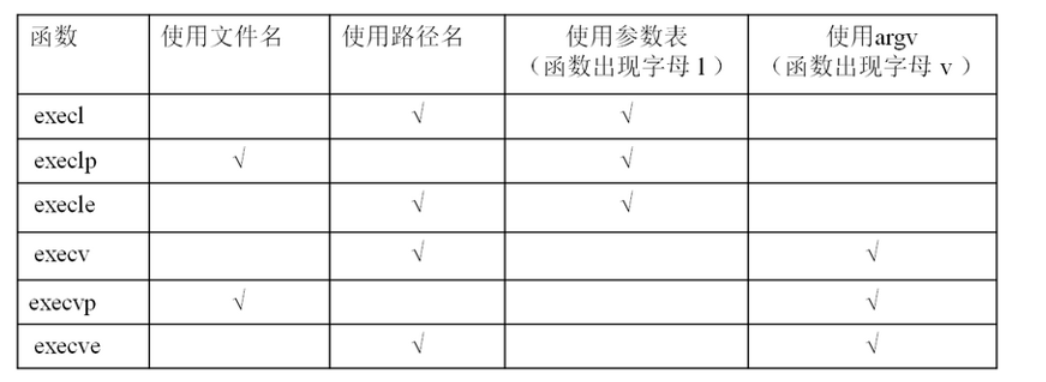 函数 使用文件名 使用路径名 使用参数表 使用argv
（函数出现字母 l ） （函数出现字母 v ）
execl √ √
execlp √ √
execle √ √
execv √ √
execvp √ √
execve √ √